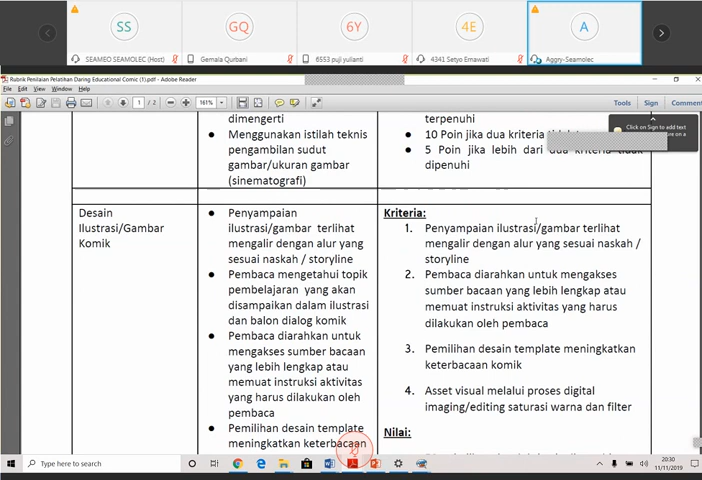 SS
GQ
6Y
4E
A
SEAMEO SEAMOLEC (Host)
Gemala Qurbani
6553 puji yulianti
4341 Setyo Ernawati
Aggry-Seamolec
Rubrik Penilaian Pelatihan Daring Educational Comic (1).pdf - Adobe Reader
File Edit View Window Help
1 / 2
161%
Tools
Sign
Comment
Click on Sign to add text
dimengerti
Menggunakan istilah teknis
pengambilan sudut
gambar/ukuran gambar
(sinematografi)
terpenuhi
10 Poin jika dua kriteria
5 Poin jika lebih dari dua kriteria tidak
dipenuhi
Desain
Ilustrasi/Gambar
Komik
Penyampaian
ilustrasi/gambar terlihat
mengalir dengan alur yang
sesuai naskah / storyline
Pembaca mengetahui topik
pembelajaran yang akan
disampaikan dalam ilustrasi
dan balon dialog komik
Pembaca diarahkan untuk
mengakses sumber bacaan
yang lebih lengkap atau
memuat instruksi aktivitas
yang harus dilakukan oleh
pembaca
Pemilihan desain template
meningkatkan keterbacaan
Kriteria:
1. Penyampaian ilustrasi/gambar terlihat
mengalir dengan alur yang sesuai naskah /
storyline
2. Pembaca diarahkan untuk mengakses
sumber bacaan yang lebih lengkap atau
memuat instruksi aktivitas yang harus
dilakukan oleh pembaca
3. Pemilihan desain template meningkatkan
keterbacaan komik
4. Asset visual melalui proses digital
imaging/editing saturasi warna dan filter
Nilai:
Type here to search
20:30
11/11/2019